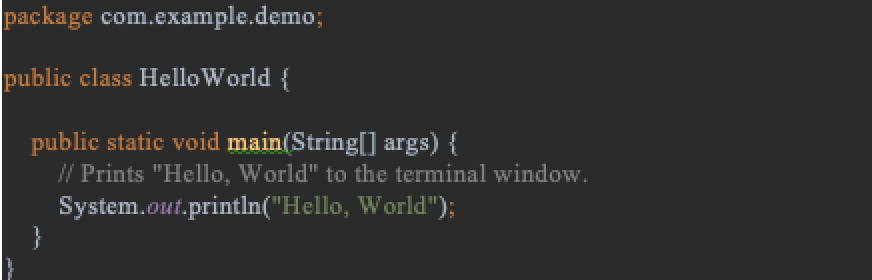 package com.example.demo;
public class HelloWorld {
public static void main(String[] args) {
// Prints "Hello, World" to the terminal window.
System.out.println("Hello, World");
}
}